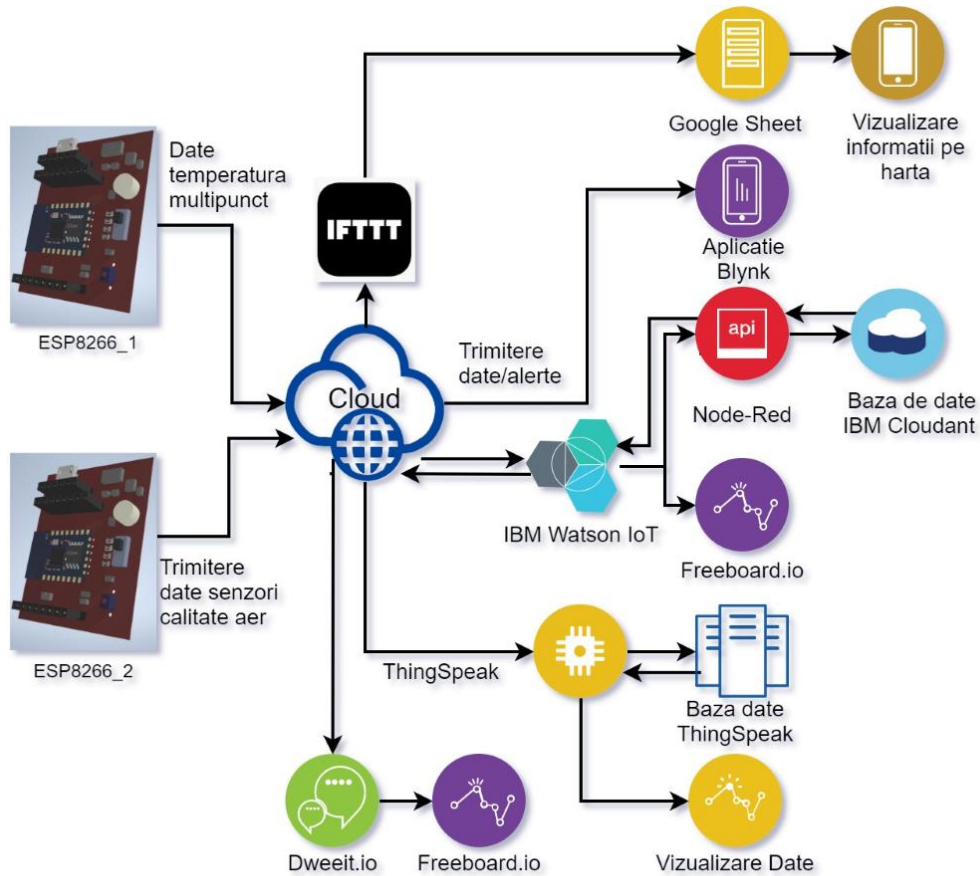 Google Sheet
Vizualizare
informatii pe
harta
Date
temperatura
multipunct
IFTTT
Aplicatie
Blynk
ESP8266_1
Trimitere
date/alerte
Cloud
api
Node-Red
Baza de date
IBM Cloudant
IBM Watson IoT
Freeboard.io
Trimitere
date senzori
calitate aer
ESP8266_2
ThingSpeak
Baza date
ThingSpeak
Dweeit.io
Freeboard.io
Vizualizare Date